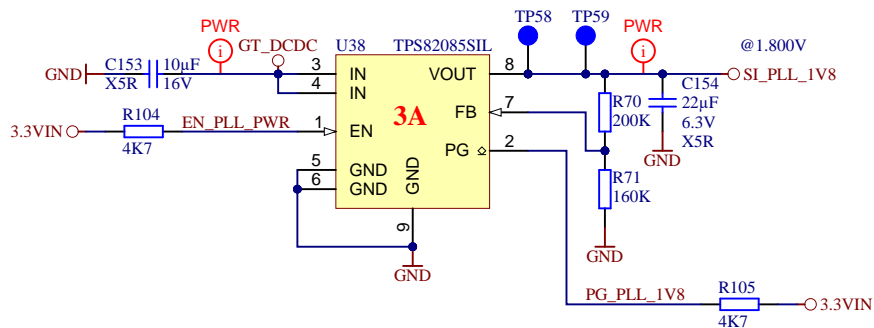 TP58
TP59
PWR
PWR
GT_DCDC
U38
TPS82085SIL
@1.800V
GND
C153
10µF
X5R
16V
3
IN
4
IN
VOUT
8
SI_PLL_1V8
C154
22µF
6.3V
X5R
GND
R70
200K
3A
FB
7
3.3VIN
R104
4K7
EN_PLL_PWR
1
EN
PG
2
5
GND
6
GND
GND
9
GND
R71
160K
GND
PG_PLL_1V8
R105
4K7
3.3VIN